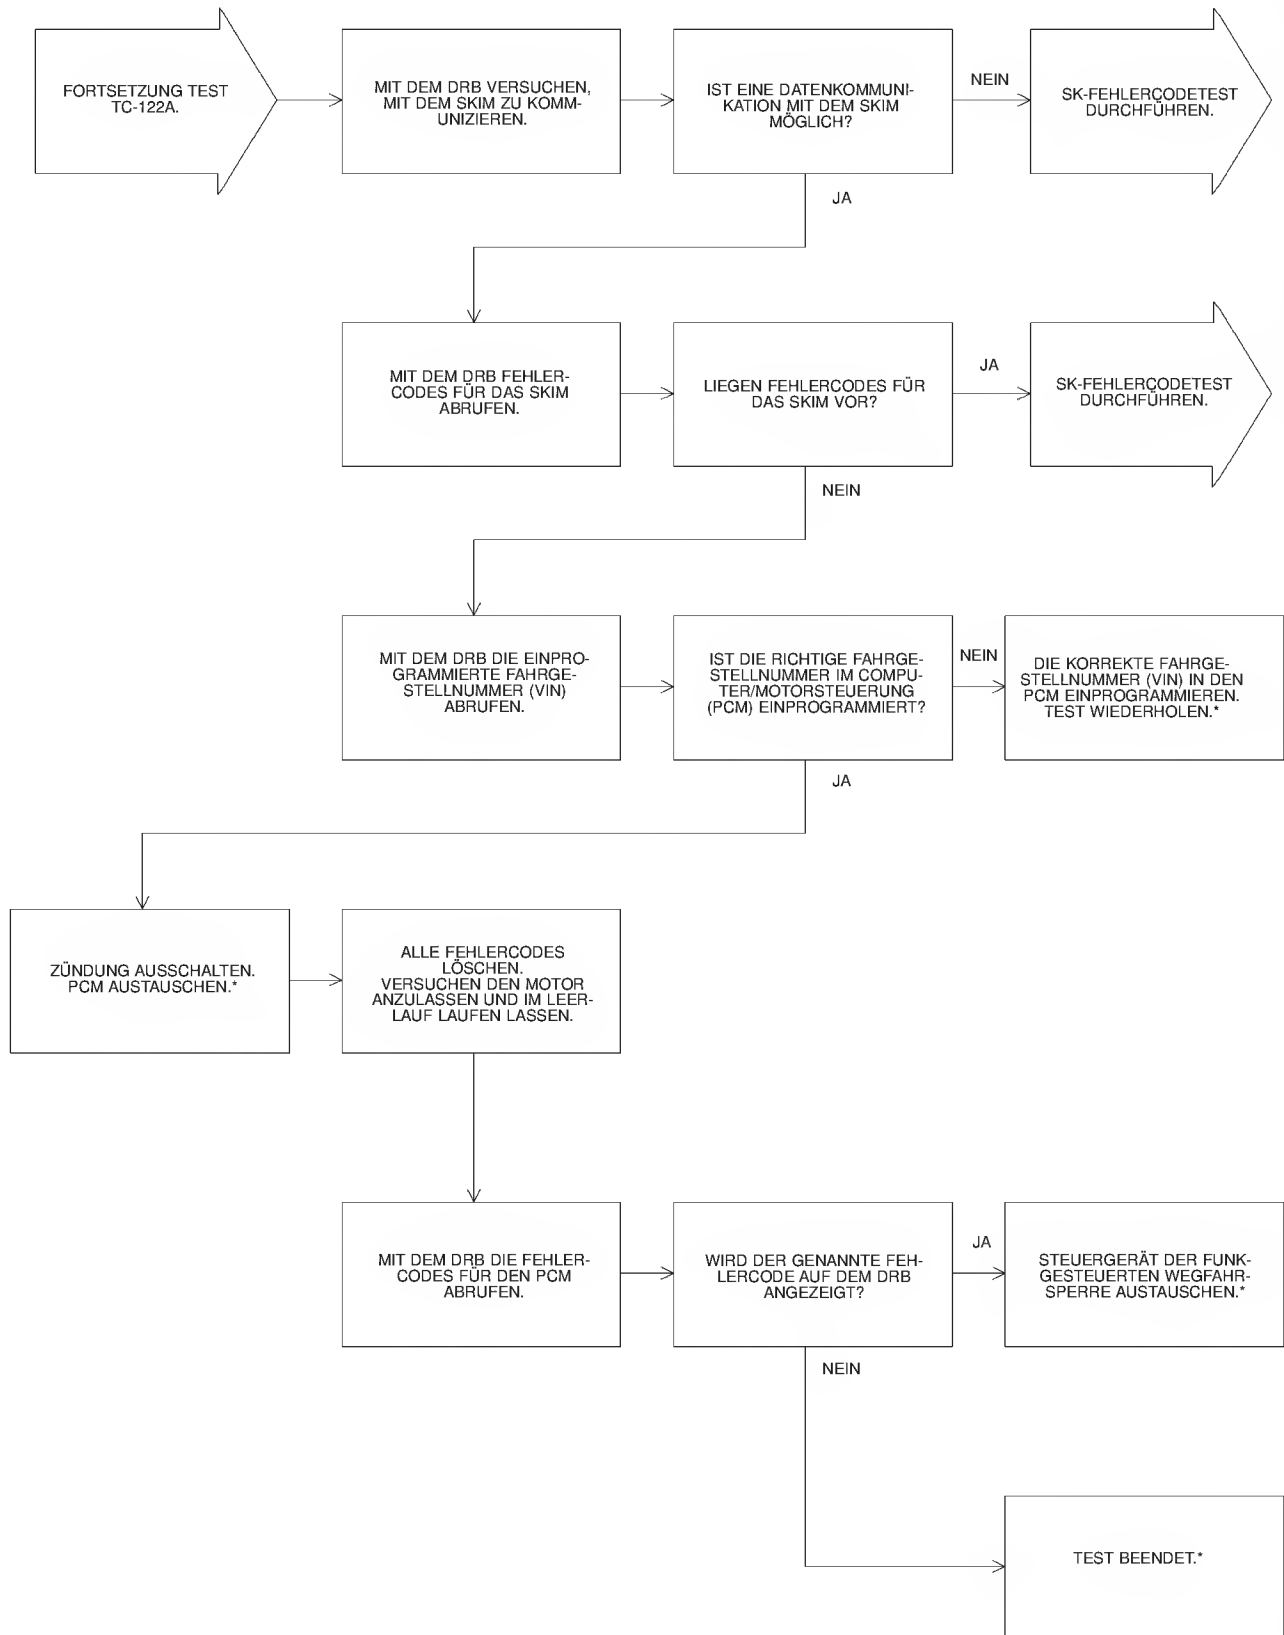 FORTSETZUNG TEST
TC-122A.
MIT DEM DRB VERSUCHEN,
MIT DEM SKIM ZU KOMM-
UNIZIEREN.
IST EINE DATENKOMMUNI-
KATION MIT DEM SKIM
MÖGLICH?
NEIN
SK-FEHLERCODETEST
DURCHFÜHREN.
JA
MIT DEM DRB FEHLER-
CODES FÜR DAS SKIM
ABRUFEN.
LIEGEN FEHLERCODES FÜR
DAS SKIM VOR?
JA
SK-FEHLERCODETEST
DURCHFÜHREN.
NEIN
MIT DEM DRB DIE EINPRO-
GRAMMIERTE FAHRGE-
STELLNUMMER (VIN)
ABRUFEN.
IST DIE RICHTIGE FAHRGE-
STELLNUMMER IM COMPU-
TER/MOTORSTEUERUNG
(PCM) EINPROGRAMMIERT?
NEIN
DIE KORREKTE FAHRGE-
STELLNUMMER (VIN) IN DEN
PCM EINPROGRAMMIEREN.
TEST WIEDERHOLEN.*
JA
ZÜNDUNG AUSSCHALTEN.
PCM AUSTAUSCHEN.*
ALLE FEHLERCODES
LÖSCHEN.
VERSUCHEN DEN MOTOR
ANZULASSEN UND IM LEER-
LAUF LAUFEN LASSEN.
MIT DEM DRB DIE FEHLER-
CODES FÜR DEN PCM
ABRUFEN.
WIRD DER GENANNTE FEH-
LERCODE AUF DEM DRB
ANGEZEIGT?
JA
STEUERGERÄT DER FUNK-
GESTEUERTEN WEGFAHR-
SPERRE AUSTAUSCHEN.*
NEIN
TEST BEENDET.*